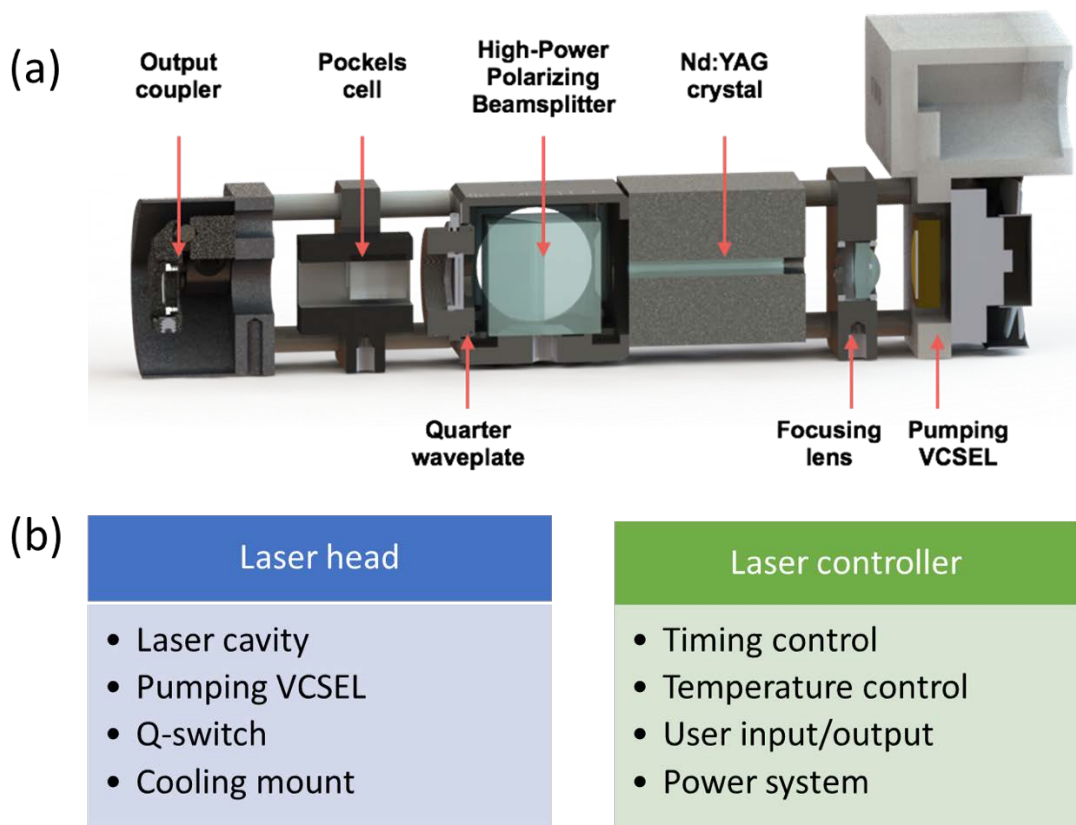 (a)
Output
coupler
Pockels
cell
High-Power
Polarizing
Beamsplitter
Nd:YAG
crystal
Quarter
waveplate
Focusing
lens
Pumping
VCSEL
(b)
Laser head
• Laser cavity
• Pumping VCSEL
• Q-switch
• Cooling mount
Laser controller
• Timing control
• Temperature control
• User input/output
• Power system